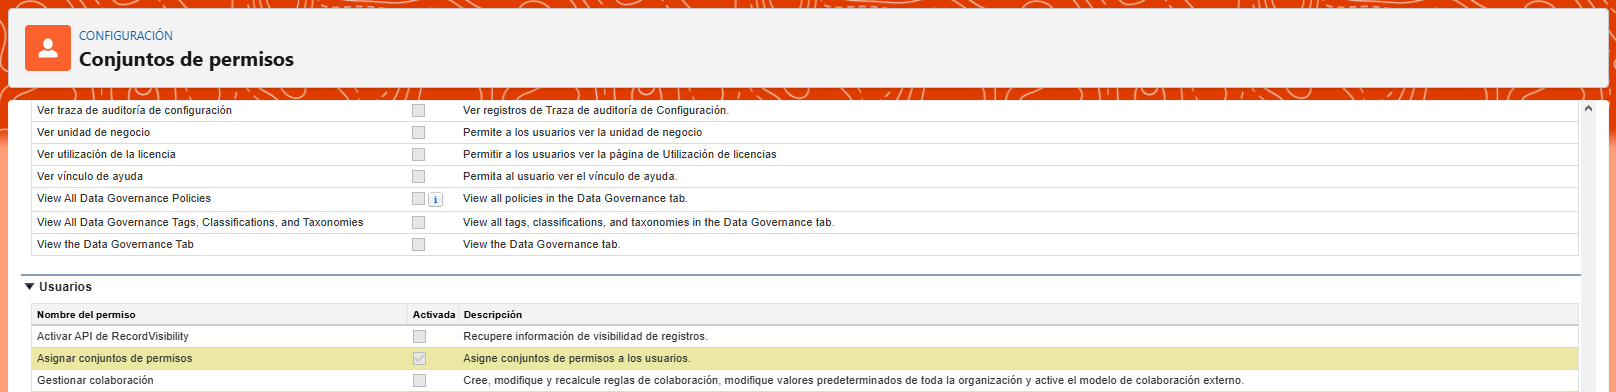 CONFIGURACIÓN
Conjuntos de permisos
Ver traza de auditoría de configuración Ver registros de Traza de auditoría de Configuración.
Ver unidad de negocio Permite a los usuarios ver la unidad de negocio
Ver utilización de la licencia Permitir a los usuarios ver la página de Utilización de licencias
Ver vínculo de ayuda Permita al usuario ver el vínculo de ayuda.
View All Data Governance Policies i View all policies in the Data Governance tab.
View All Data Governance Tags, Classifications, and Taxonomies View all tags, classifications, and taxonomies in the Data Governance tab.
View the Data Governance Tab View the Data Governance tab.
Usuarios
Nombre del permiso Activada Descripción
Activar API de RecordVisibility Recupere información de visibilidad de registros.
Asignar conjuntos de permisos Asigne conjuntos de permisos a los usuarios.
Gestionar colaboración Cree, modifique y recalcule reglas de colaboración, modifique valores predeterminados de toda la organización y active el modelo de colaboración externo.